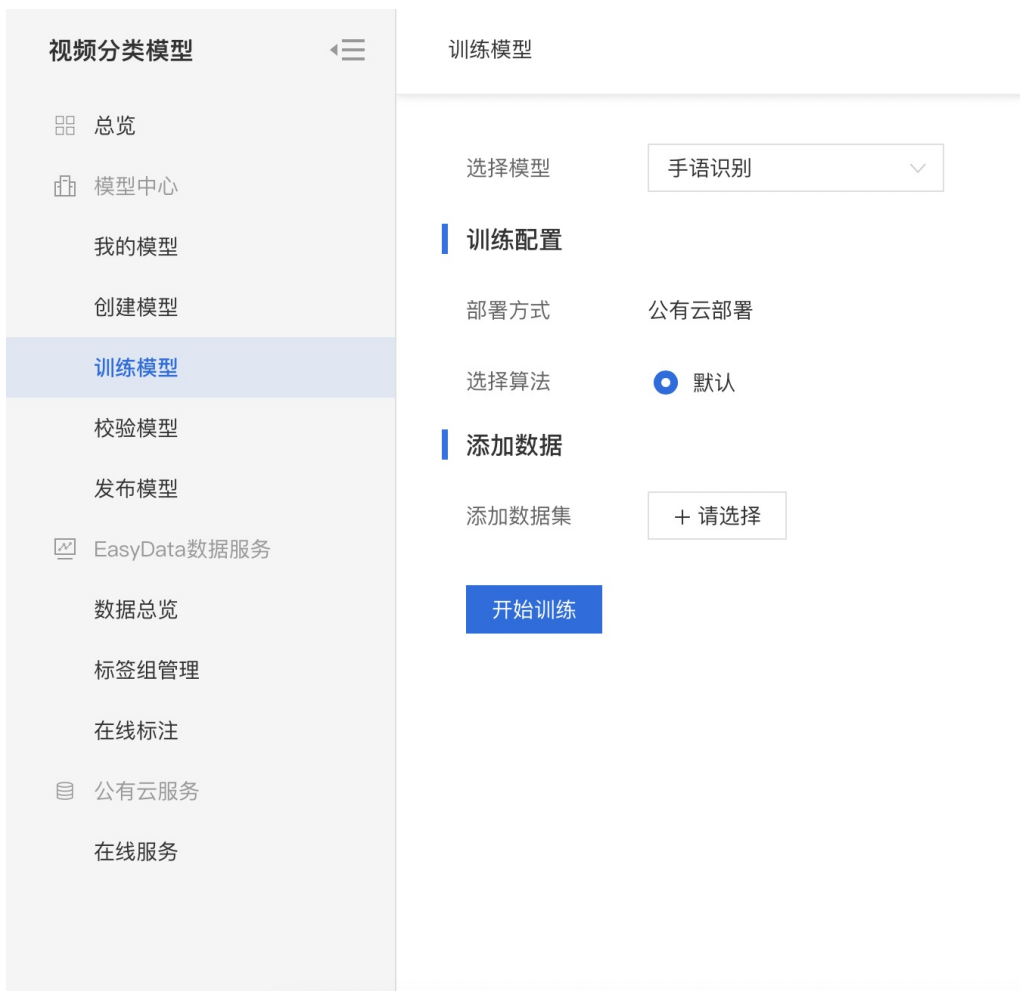 视频分类模型
总览
模型中心
我的模型
创建模型
训练模型
校验模型
发布模型
EasyData数据服务
数据总览
标签组管理
在线标注
公有云服务
在线服务
训练模型
选择模型 手语识别
训练配置
部署方式 公有云部署
选择算法 默认
添加数据
添加数据集 + 请选择
开始训练